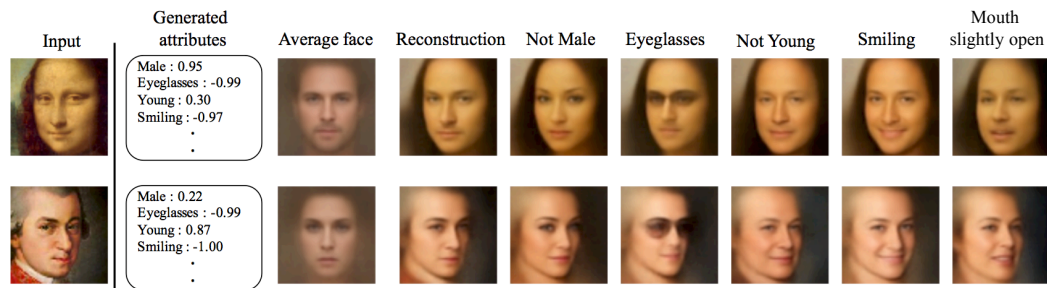 Input
Generated
attributes
Average face
Reconstruction
Not Male
Eyeglasses
Not Young
Smiling
Mouth
slightly open
Male : 0.95
Eyeglasses : -0.99
Young : 0.30
Smiling : -0.97
.
.
Male : 0.22
Eyeglasses : -0.99
Young : 0.87
Smiling : -1.00
.
.